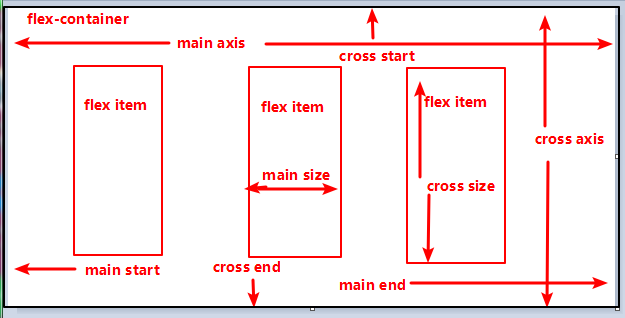 flex-container
main axis
cross start
flex item
flex item
flex item
cross axis
main size
cross size
main start
cross end
main end